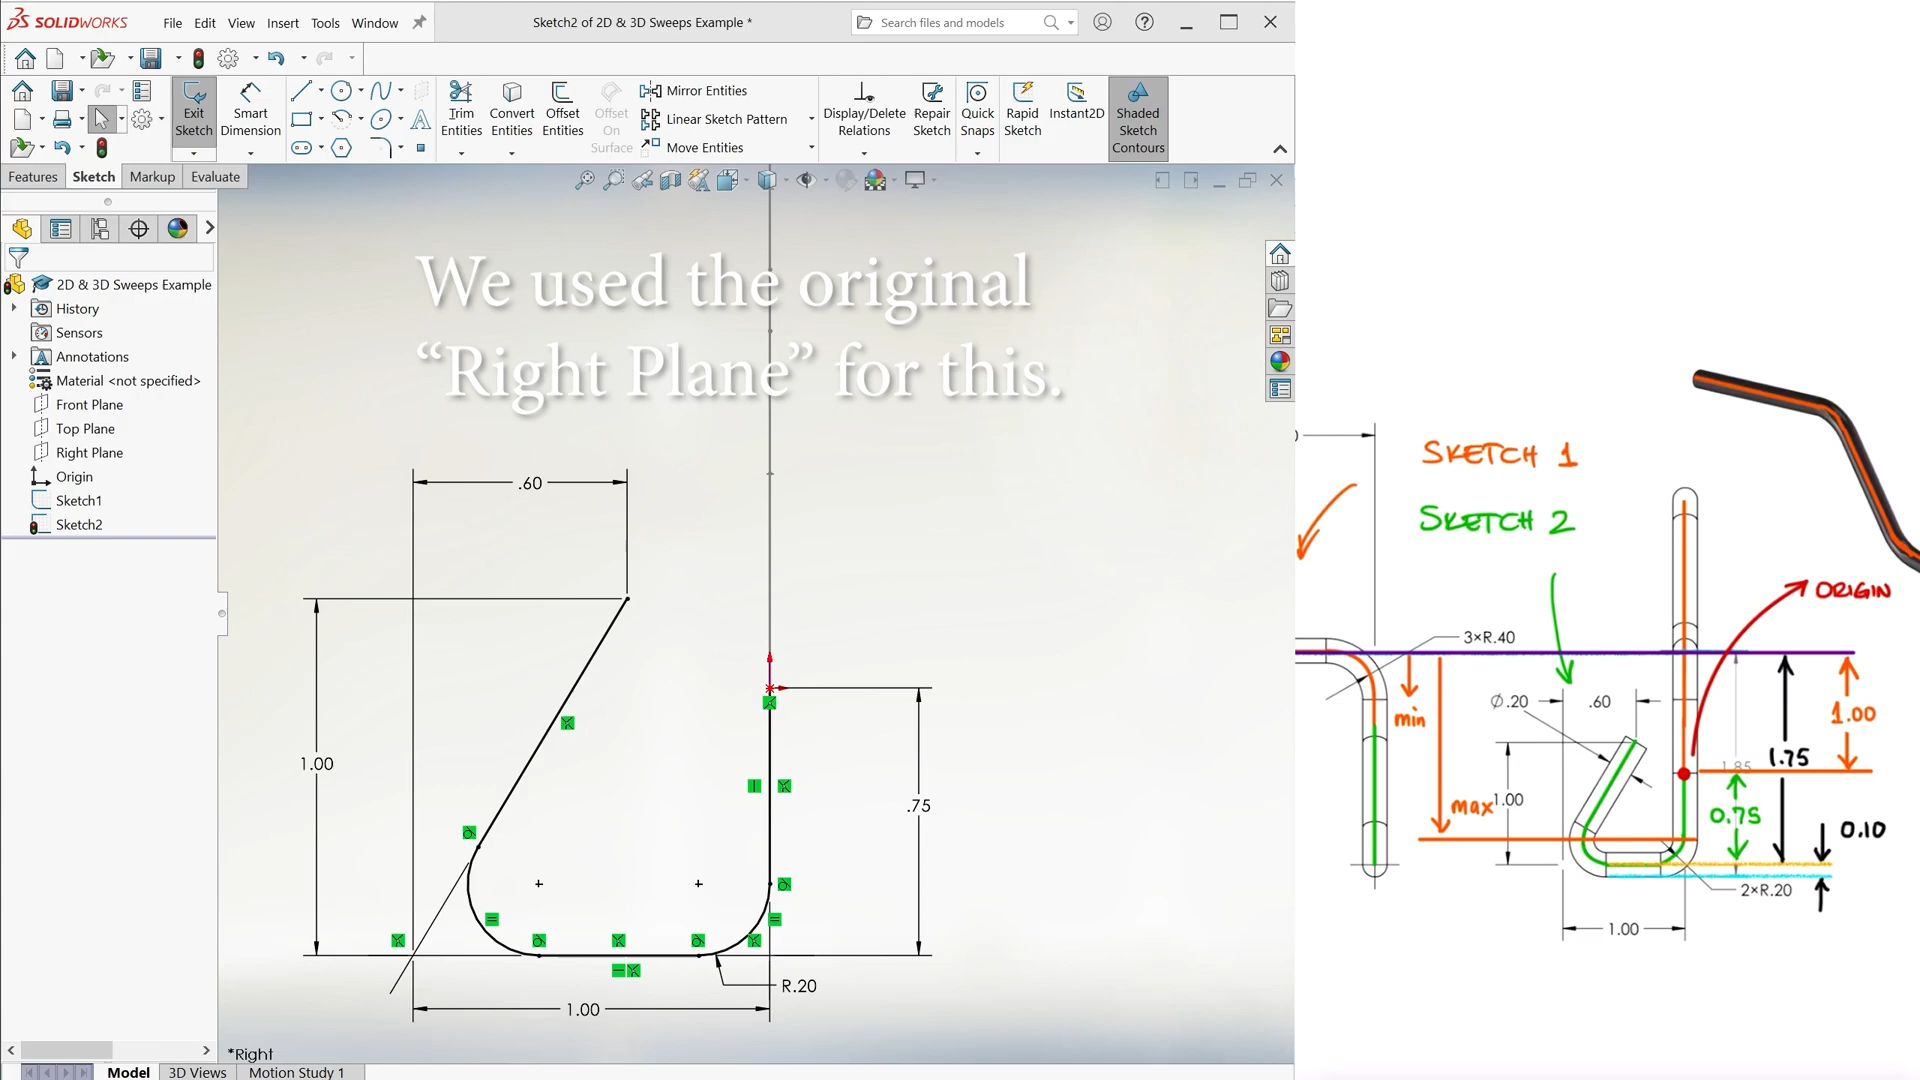 SOLIDWORKS
File Edit View Insert Tools Window
Sketch2 of 2D & 3D Sweeps Example *
Search files and models
Exit Sketch
Smart Dimension
Trim Entities
Convert Entities
Offset Entities
Offset On Surface
Mirror Entities
Linear Sketch Pattern
Move Entities
Display/Delete Relations
Repair Sketch
Quick Snaps
Rapid Sketch
Instant2D
Shaded Sketch Contours
Features Sketch Markup Evaluate
2D & 3D Sweeps Example
History
Sensors
Annotations
Material <not specified>
Front Plane
Top Plane
Right Plane
Origin
Sketch1
Sketch2
We used the original
“Right Plane” for this.
.60
1.00
.75
R.20
1.00
*Right
Model 3D Views Motion Study 1
SKETCH 1
SKETCH 2
ORIGIN
3×R.40
Ø.20
.60
min
max
1.00
1.85
1.75
1.00
0.75
0.10
2×R.20
1.00